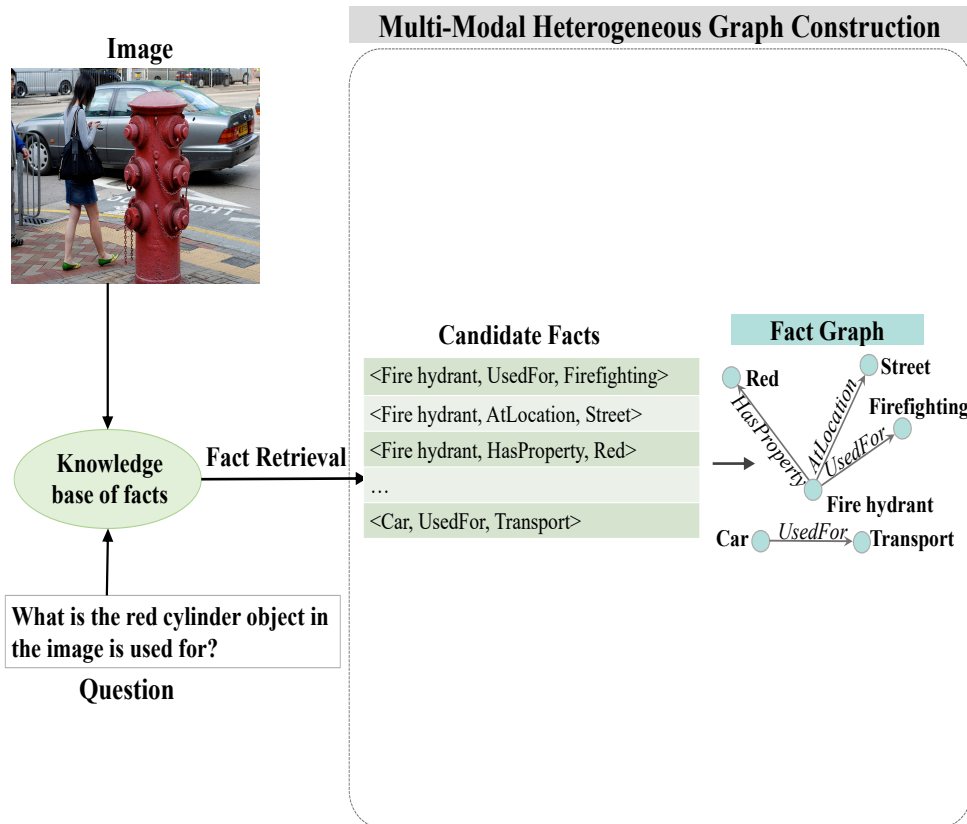 Multi-Modal Heterogeneous Graph Construction
Image
Knowledge
base of facts
Fact Retrieval
What is the red cylinder object in
the image is used for?
Question
Candidate Facts
<Fire hydrant, UsedFor, Firefighting>
<Fire hydrant, AtLocation, Street>
<Fire hydrant, HasProperty, Red>
…
<Car, UsedFor, Transport>
Fact Graph
Red
Street
Firefighting
HasProperty
AtLocation
UsedFor
Fire hydrant
Car
UsedFor
Transport